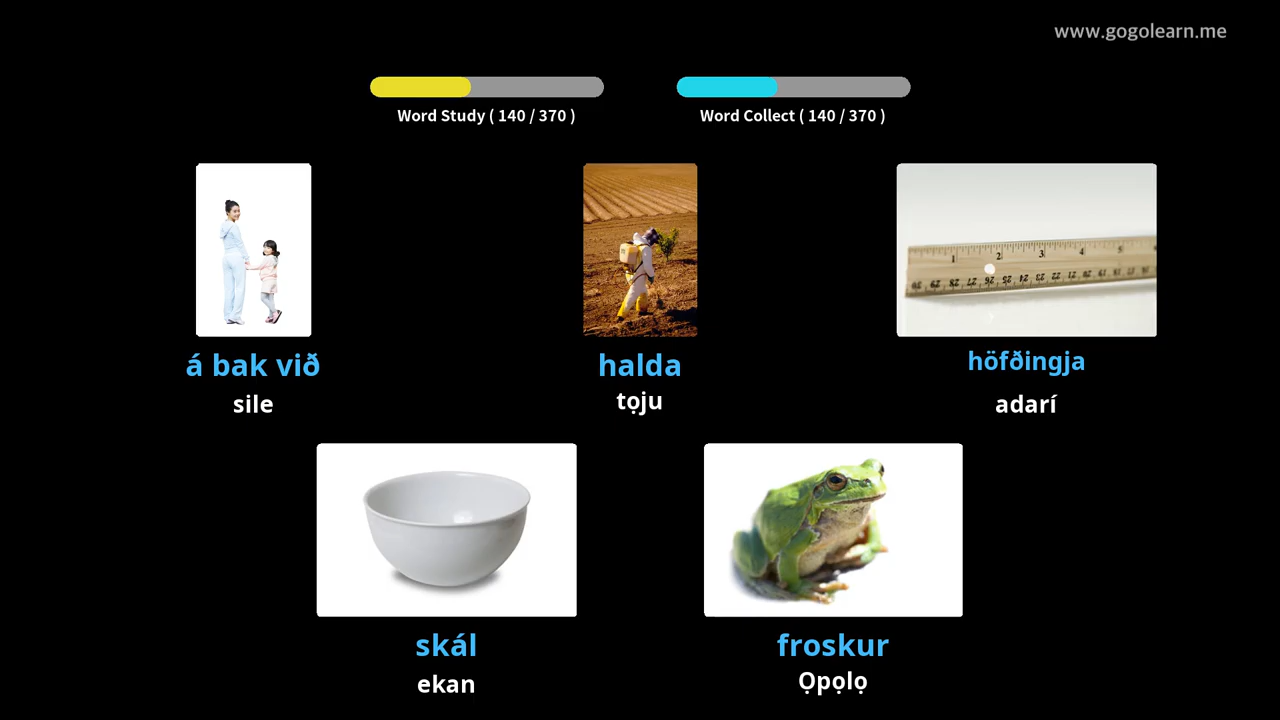 www.gogolearn.me
Word Study ( 140 / 370 )
Word Collect ( 140 / 370 )
á bak við
sile
halda
tọju
höfðingja
adarí
skál
ekan
froskur
Ọpọlọ